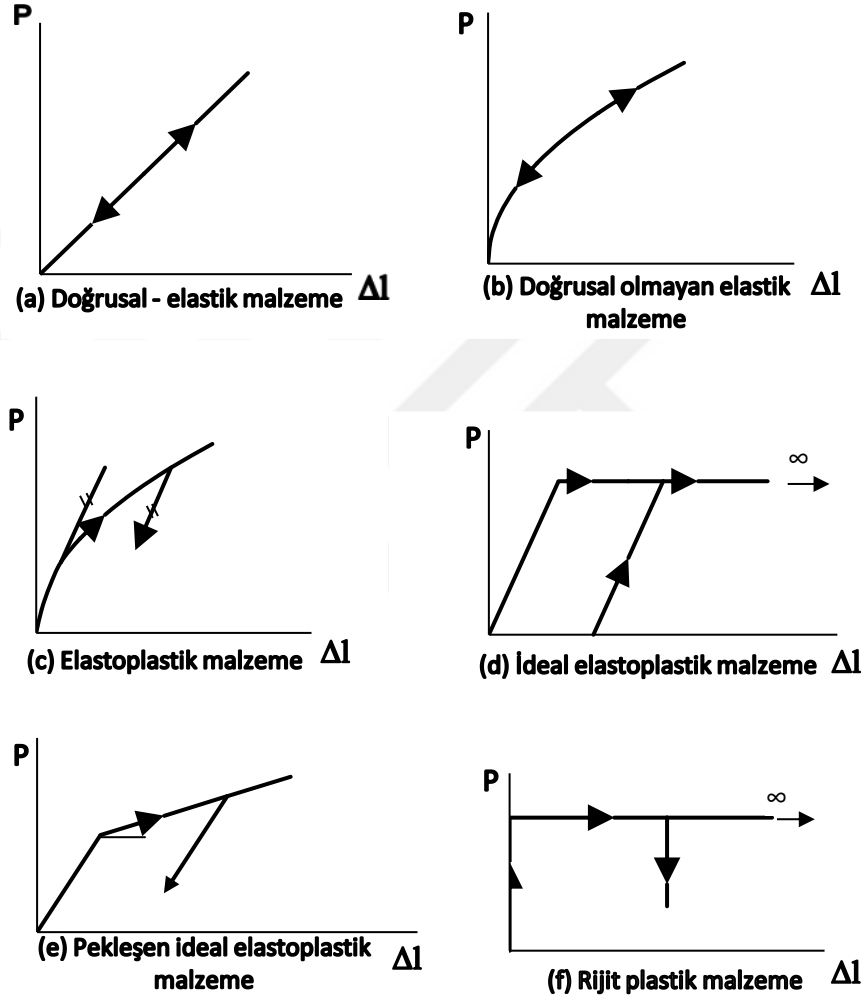 P
Δl
(a) Doğrusal - elastik malzeme
P
Δl
(b) Doğrusal olmayan elastik
malzeme
P
Δl
(c) Elastoplastik malzeme
P
∞
Δl
(d) İdeal elastoplastik malzeme
P
Δl
(e) Pekleşen ideal elastoplastik
malzeme
P
∞
Δl
(f) Rijit plastik malzeme